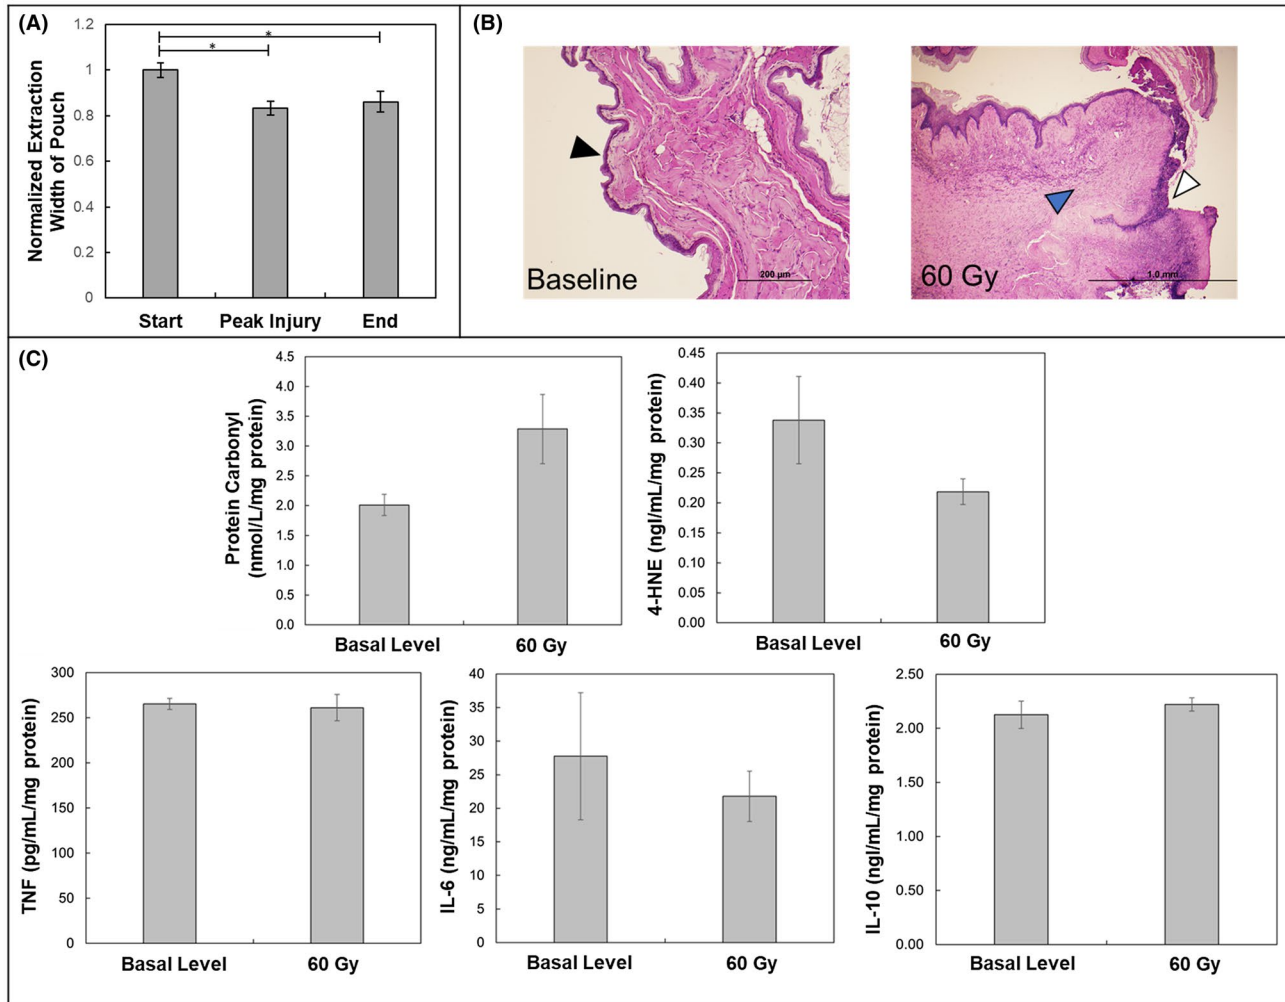 (A)
1.2
1
0.8
0.6
0.4
0.2
0
Normalized Extraction
Width of Pouch
*
*
Start Peak Injury End
(B)
Baseline
200 µm
60 Gy
1.0 mm
(C)
4.5
4.0
3.5
3.0
2.5
2.0
1.5
1.0
0.5
0.0
Protein Carbonyl
(nmol/L/mg protein)
Basal Level 60 Gy
0.45
0.40
0.35
0.30
0.25
0.20
0.15
0.10
0.05
0.00
4-HNE (ngl/mL/mg protein)
Basal Level 60 Gy
300
250
200
150
100
50
0
TNF (pg/mL/mg protein)
Basal Level 60 Gy
40
35
30
25
20
15
10
5
0
IL-6 (ng/mL/mg protein)
Basal Level 60 Gy
2.50
2.00
1.50
1.00
0.50
0.00
IL-10 (ngl/mL/mg protein)
Basal Level 60 Gy